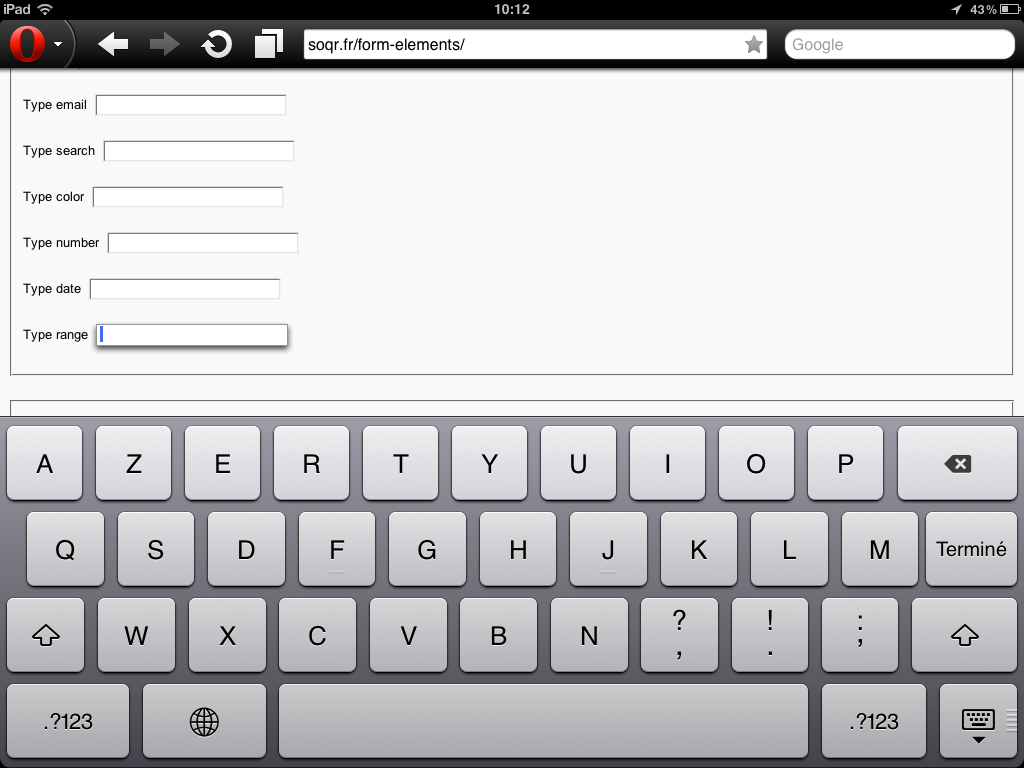 iPad 10:12 43%
soqr.fr/form-elements/ Google
Type email
Type search
Type color
Type number
Type date
Type range
A Z E R T Y U I O P
Q S D F G H J K L M Terminé
W X C V B N ? , ! . : ;
.?123 .?123